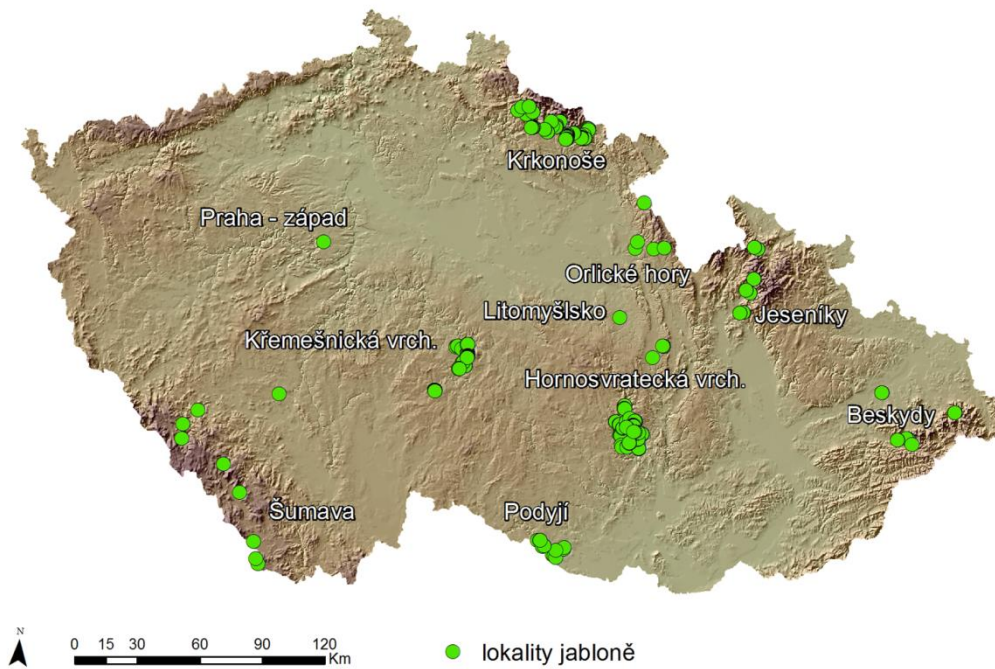 Krkonoše
Praha - západ
Orlické hory
Litomyšlsko
Jeseníky
Křemešnická vrch.
Hornosvratecká vrch.
Beskydy
Šumava
Podyjí
N
0 15 30 60 90 120
Km
lokality jabloně